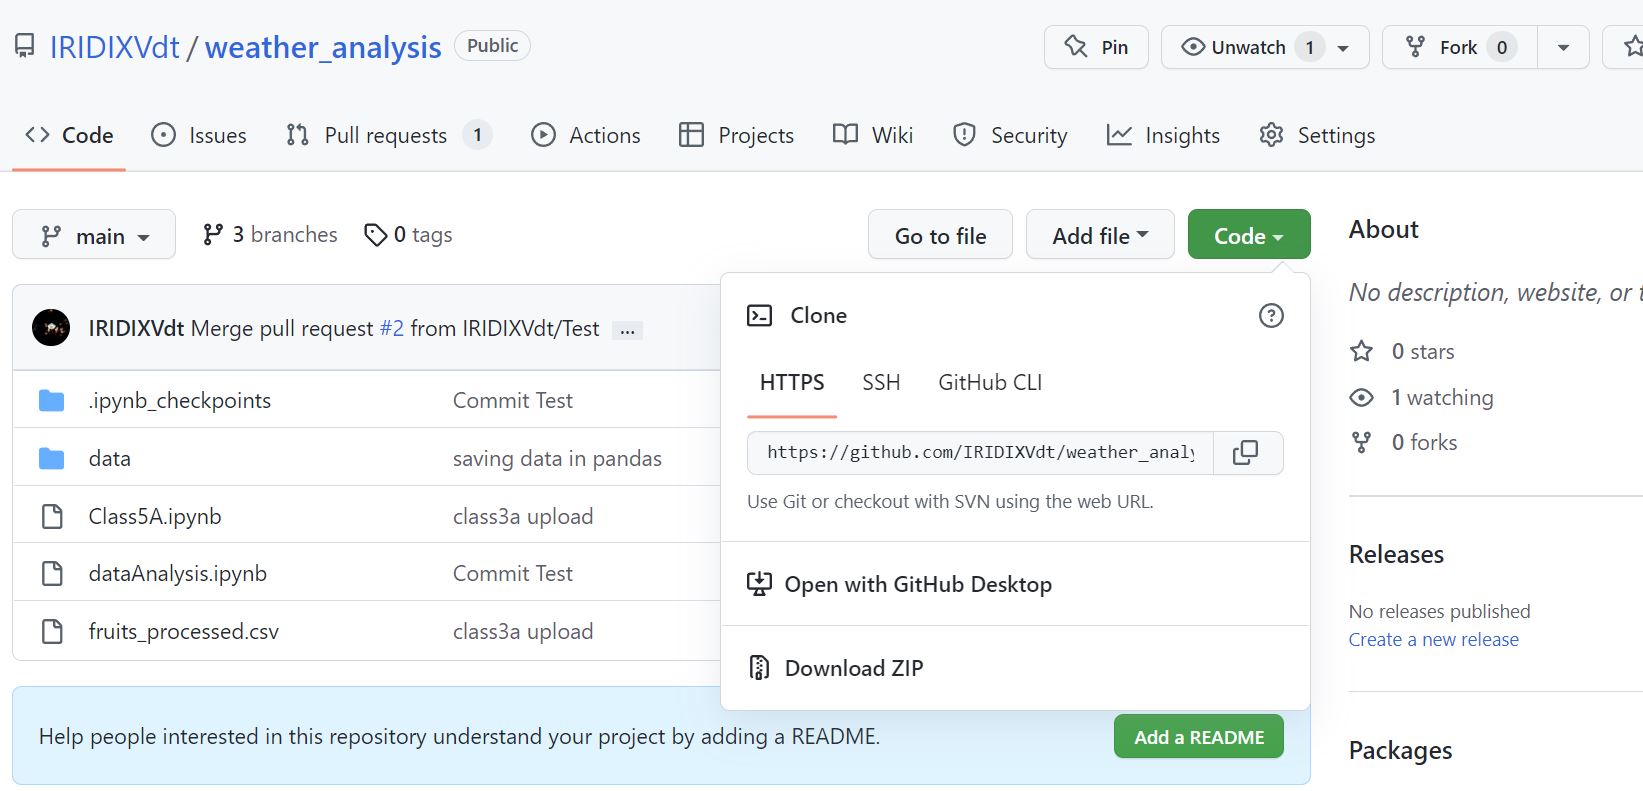 IRIDIXVdt / weather_analysis Public
Pin Unwatch 1 Fork 0
Code Issues Pull requests 1 Actions Projects Wiki Security Insights Settings
main 3 branches 0 tags Go to file Add file Code
IRIDIXVdt Merge pull request #2 from IRIDIXVdt/Test ...
.ipynb_checkpoints Commit Test
data saving data in pandas
Class5A.ipynb class3a upload
dataAnalysis.ipynb Commit Test
fruits_processed.csv class3a upload
Help people interested in this repository understand your project by adding a README.
Add a README
Clone
HTTPS SSH GitHub CLI
https://github.com/IRIDIXVdt/weather_analy
Use Git or checkout with SVN using the web URL.
Open with GitHub Desktop
Download ZIP
About
No description, website, or
0 stars
1 watching
0 forks
Releases
No releases published
Create a new release
Packages